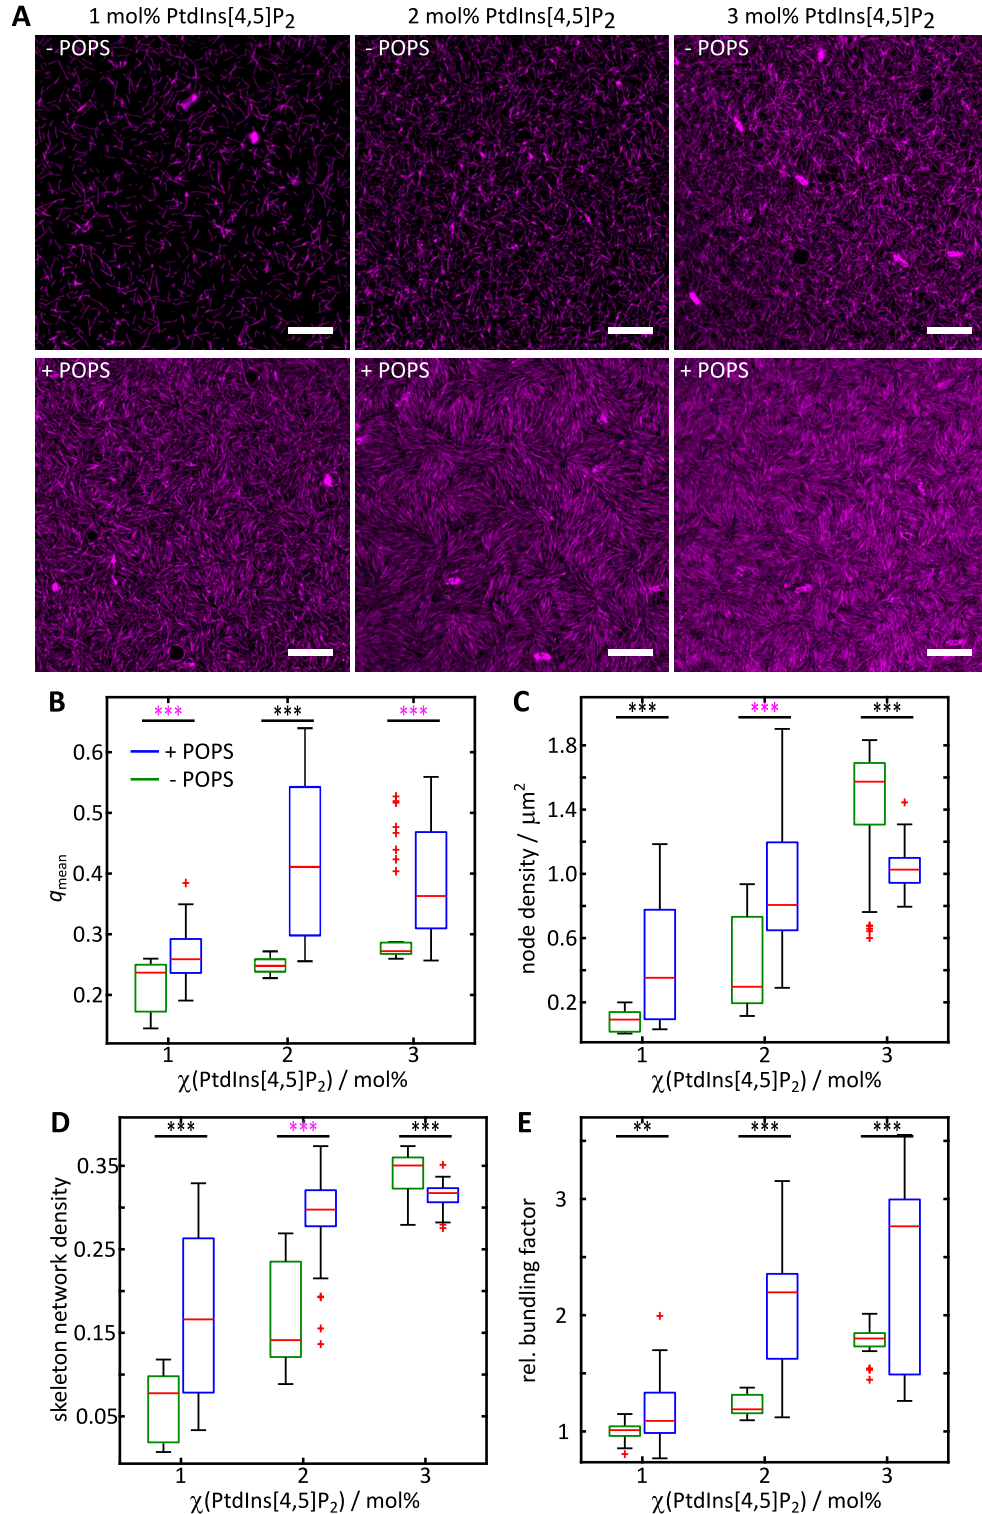 A
1 mol% PtdIns[4,5]P2
2 mol% PtdIns[4,5]P2
3 mol% PtdIns[4,5]P2
- POPS
- POPS
- POPS
+ POPS
+ POPS
+ POPS
B
***
***
***
+ POPS
- POPS
0.6
0.5
0.4
0.3
0.2
qmean
1
2
3
χ(PtdIns[4,5]P2) / mol%
C
***
***
***
1.8
1.4
1.0
0.6
0.2
node density / μm2
1
2
3
χ(PtdIns[4,5]P2) / mol%
D
***
***
***
0.35
0.25
0.15
0.05
skeleton network density
1
2
3
χ(PtdIns[4,5]P2) / mol%
E
**
***
***
3
2
1
rel. bundling factor
1
2
3
χ(PtdIns[4,5]P2) / mol%